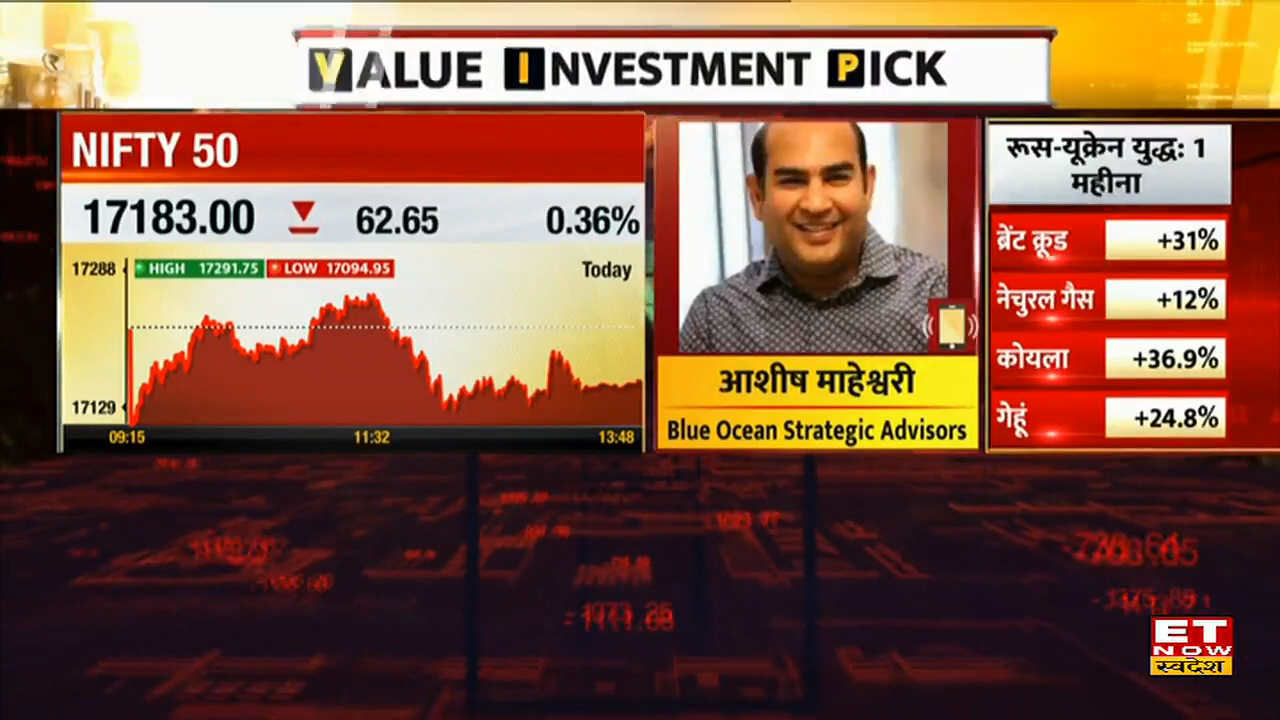 VALUE INVESTMENT PICK
NIFTY 50
17183.00 62.65 0.36%
17288
HIGH 17291.75 LOW 17094.95 Today
17129
09:15 11:32 13:48
आशीष माहेश्वरी
Blue Ocean Strategic Advisors
रूस-यूक्रेन युद्ध: 1
महीना
ब्रेंट क्रूड +31%
नेचुरल गैस +12%
कोयला +36.9%
गेहूं +24.8%
ET
NOW
स्वदेश